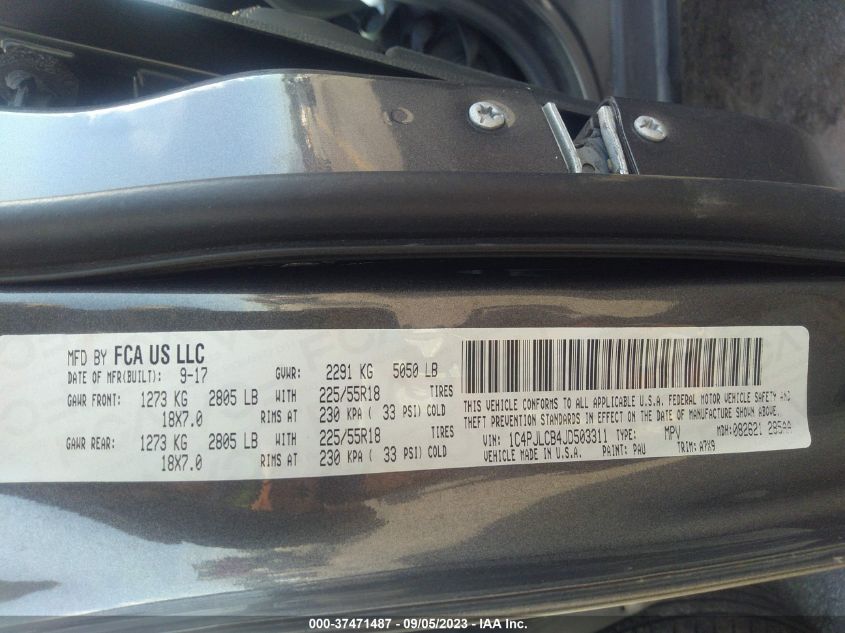 MFD BY FCA US LLC
DATE OF MFR(BUILT): 9-17 GVWR: 2291 KG 5050 LB
GAWR FRONT: 1273 KG 2805 LB WITH 225/55R18 TIRES
18X7.0 RIMS AT 230 KPA ( 33 PSI) COLD
GAWR REAR: 1273 KG 2805 LB WITH 225/55R18 TIRES
18X7.0 RIMS AT 230 KPA ( 33 PSI) COLD
THIS VEHICLE CONFORMS TO ALL APPLICABLE U.S.A. FEDERAL MOTOR VEHICLE SAFETY AND
THEFT PREVENTION STANDARDS IN EFFECT ON THE DATE OF MANUFACTURE SHOWN ABOVE.
VIN: 1C4PJLCB4JD503311 TYPE: MPV MDH: 082621
VEHICLE MADE IN U.S.A. PAINT: PAU TRIM: A7X9
000-37471487 - 09/05/2023 - © IAA Inc.